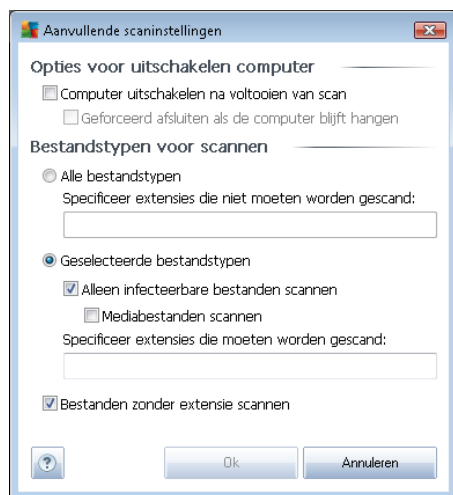 Aanvullende scaninstellingen
Opties voor uitschakelen computer
Computer uitschakelen na voltooien van scan
Geforceerd afsluiten als de computer blijft hangen
Bestandstypen voor scannen
Alle bestandstypen
Specificeer extensies die niet moeten worden gescand:
Geselecteerde bestandstypen
Alleen infecteerbare bestanden scannen
Mediabestanden scannen
Specificeer extensies die moeten worden gescand:
Bestanden zonder extensie scannen
?
Ok
Annuleren